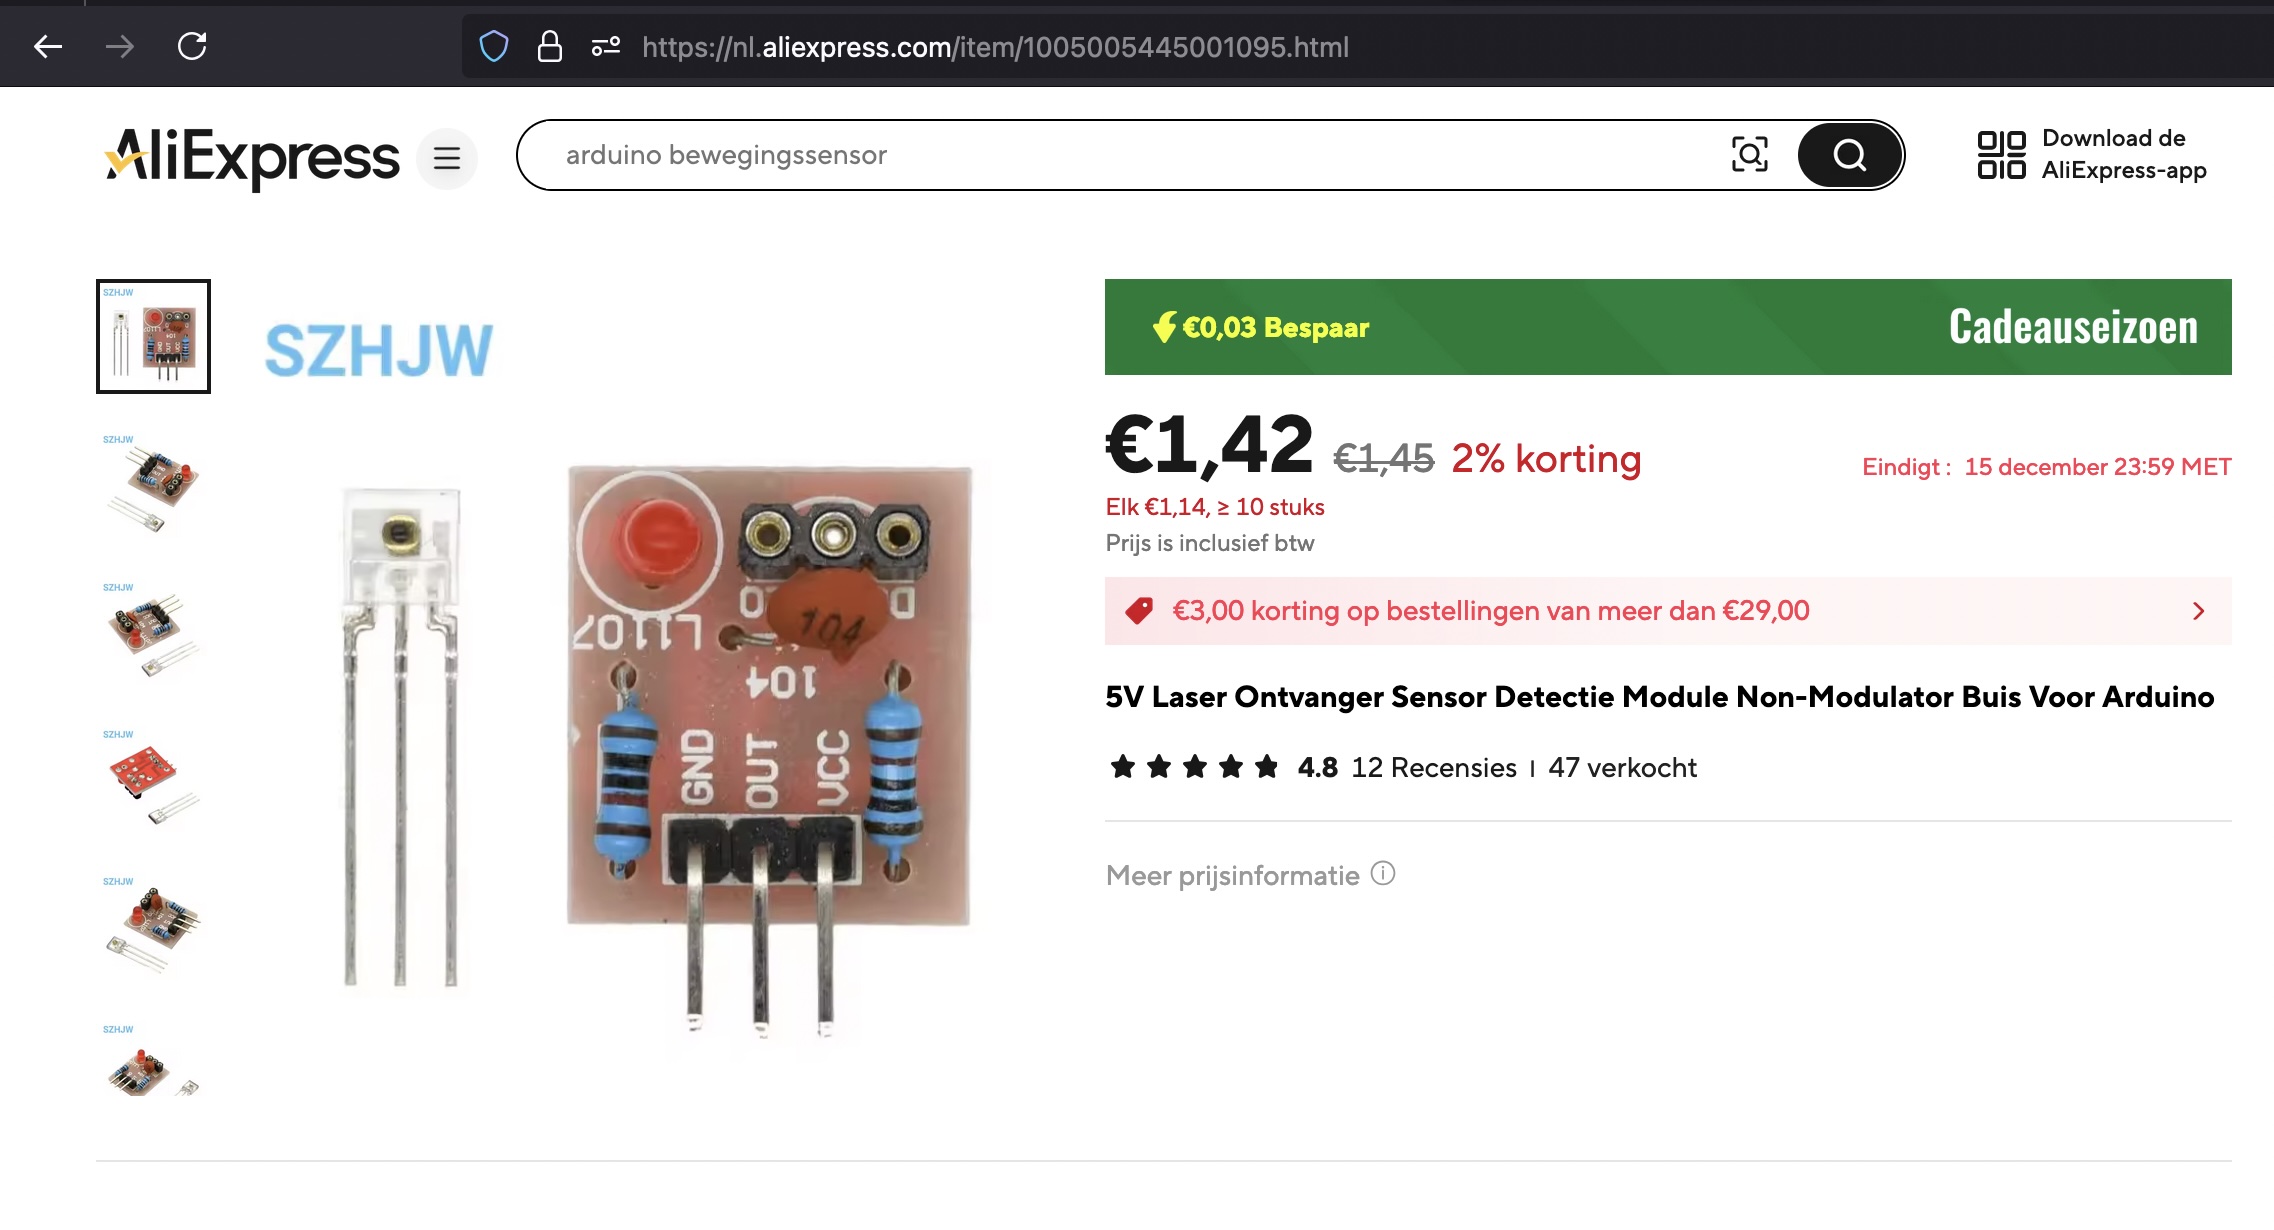 https://nl.aliexpress.com/item/1005005445001095.html
AliExpress
arduino bewegingssensor
Download de
AliExpress-app
SZHJW
SZHJW
SZHJW
SZHJW
SZHJW
SZHJW
SZHJW
104
L1107
104
GND
OUT
VCC
€0,03 Bespaar
Cadeauseizoen
€1,42 €1,45 2% korting
Eindigt : 15 december 23:59 MET
Elk €1,14, ≥ 10 stuks
Prijs is inclusief btw
€3,00 korting op bestellingen van meer dan €29,00
5V Laser Ontvanger Sensor Detectie Module Non-Modulator Buis Voor Arduino
4.8 12 Recensies | 47 verkocht
Meer prijsinformatie